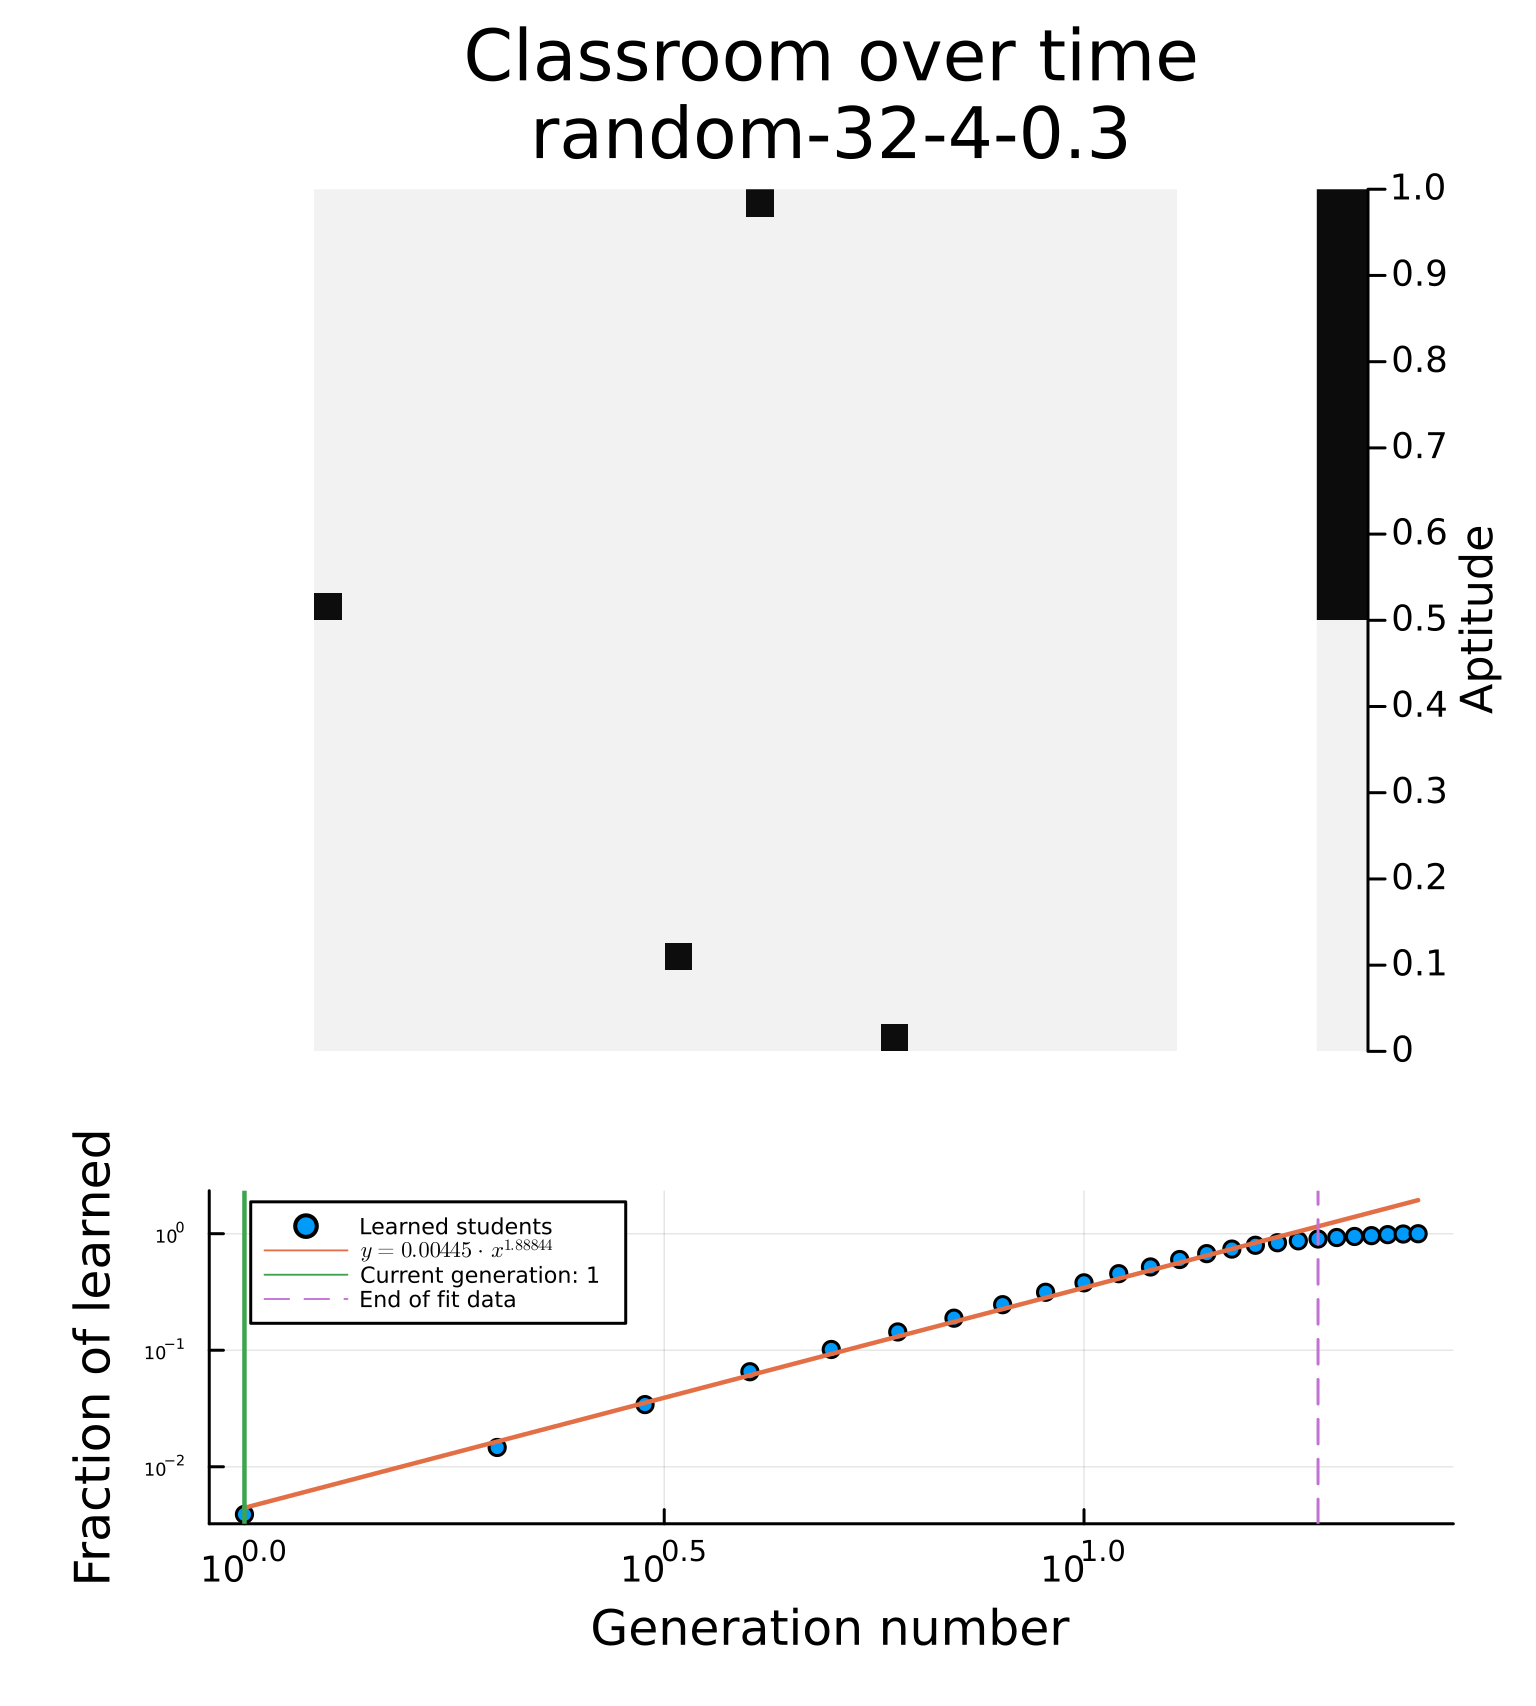 Classroom over time
random-32-4-0.3
1.0
0.9
0.8
0.7
0.6
0.5
0.4
0.3
0.2
0.1
0
Aptitude
Fraction of learned
10⁰
10⁻¹
10⁻²
Learned students
y = 0.00445 · x^1.88844
Current generation: 1
End of fit data
10^0.0
10^0.5
10^1.0
Generation number